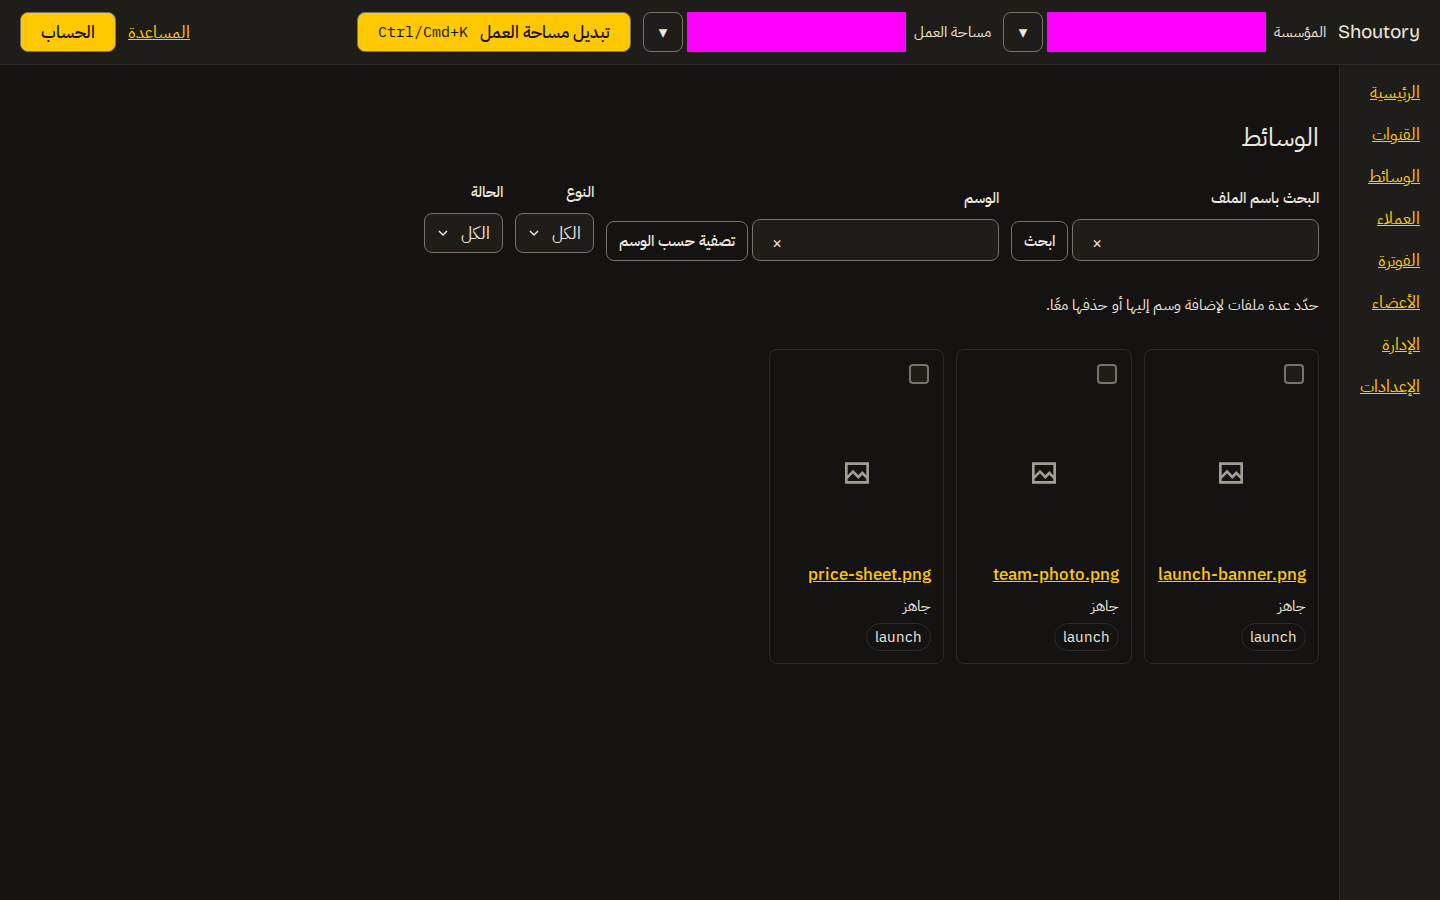 Shoutory
المؤسسة
▼
مساحة العمل
▼
تبديل مساحة العمل Ctrl/Cmd+K
المساعدة
الحساب
الرئيسية
القنوات
الوسائط
العملاء
الفوترة
الأعضاء
الإدارة
الإعدادات
الوسائط
البحث باسم الملف
×
ابحث
الوسم
×
تصفية حسب الوسم
النوع
الكل
الحالة
الكل
حدّد عدة ملفات لإضافة وسم إليها أو حذفها معًا.
launch-banner.png
جاهز
launch
team-photo.png
جاهز
launch
price-sheet.png
جاهز
launch